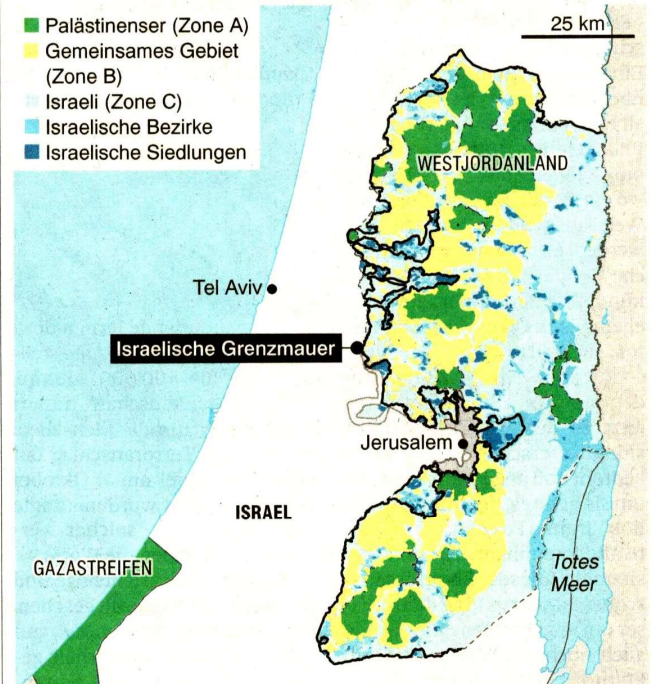 Palästinenser (Zone A)
Gemeinsames Gebiet
(Zone B)
Israeli (Zone C)
Israelische Bezirke
Israelische Siedlungen
25 km
WESTJORDANLAND
Tel Aviv
Israelische Grenzmauer
Jerusalem
ISRAEL
GAZASTREIFEN
Totes
Meer